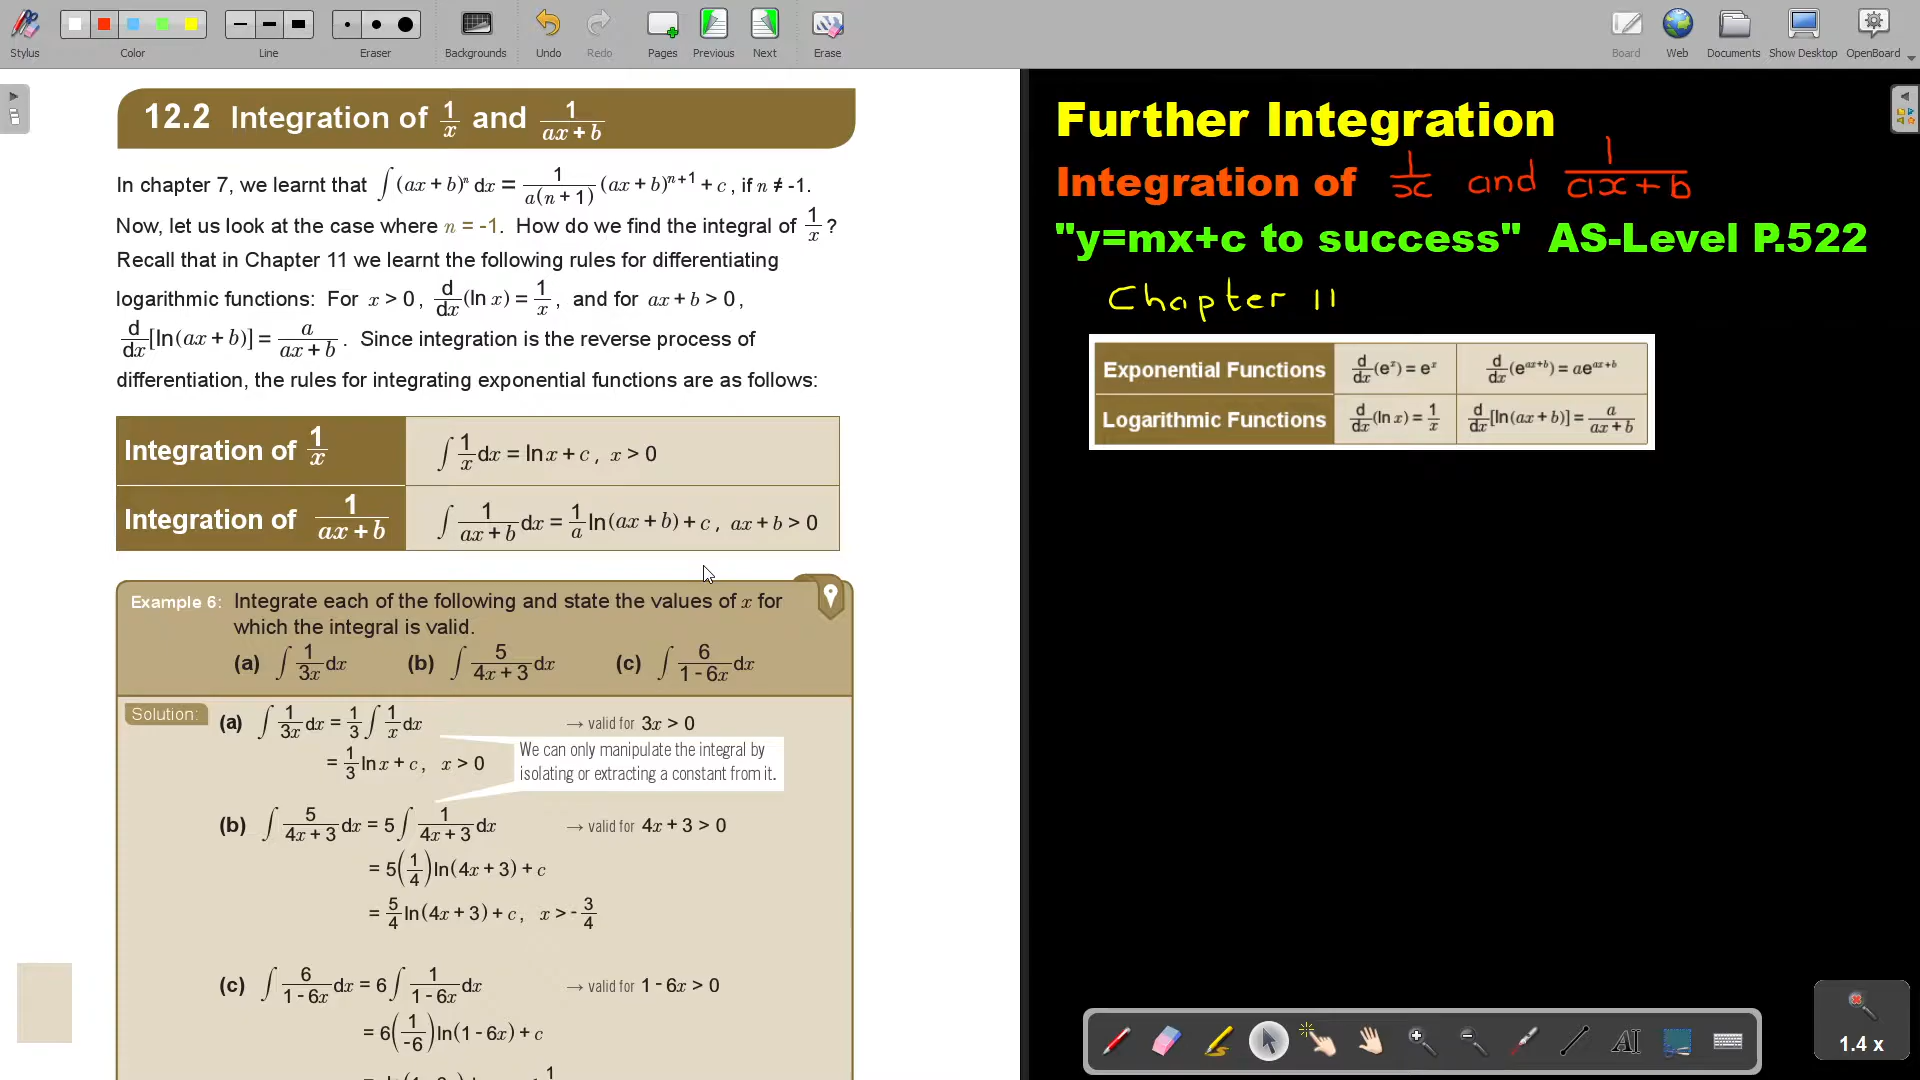 Stylus Color Line Eraser Backgrounds Undo Redo Pages Previous Next Erase Board Web Documents Show Desktop OpenBoard
12.2 Integration of 1/x and 1/(ax + b)
In chapter 7, we learnt that ∫(ax + b)ⁿ dx = 1/(a(n + 1)) (ax + b)ⁿ⁺¹ + c, if n ≠ -1.
Now, let us look at the case where n = -1. How do we find the integral of 1/x ?
Recall that in Chapter 11 we learnt the following rules for differentiating
logarithmic functions: For x > 0, d/dx (ln x) = 1/x, and for ax + b > 0,
d/dx [ln(ax + b)] = a/(ax + b). Since integration is the reverse process of
differentiation, the rules for integrating exponential functions are as follows:
Integration of 1/x ∫ 1/x dx = ln x + c, x > 0
Integration of 1/(ax + b) ∫ 1/(ax + b) dx = 1/a ln(ax + b) + c, ax + b > 0
Example 6: Integrate each of the following and state the values of x for
which the integral is valid.
(a) ∫ 1/3x dx (b) ∫ 5/(4x + 3) dx (c) ∫ 6/(1 - 6x) dx
Solution: (a) ∫ 1/3x dx = 1/3 ∫ 1/x dx → valid for 3x > 0
= 1/3 ln x + c, x > 0
We can only manipulate the integral by
isolating or extracting a constant from it.
(b) ∫ 5/(4x + 3) dx = 5 ∫ 1/(4x + 3) dx → valid for 4x + 3 > 0
= 5(1/4) ln(4x + 3) + c
= 5/4 ln(4x + 3) + c, x > -3/4
(c) ∫ 6/(1 - 6x) dx = 6 ∫ 1/(1 - 6x) dx → valid for 1 - 6x > 0
= 6(1/-6) ln(1 - 6x) + c
Further Integration
Integration of 1/x and 1/(ax + b)
"y=mx+c to success" AS-Level P.522
Chapter 11
Exponential Functions d/dx (eˣ) = eˣ d/dx (eᵃˣ⁺ᵇ) = aeᵃˣ⁺ᵇ
Logarithmic Functions d/dx (ln x) = 1/x d/dx [ln(ax + b)] = a/(ax + b)
1.4 x